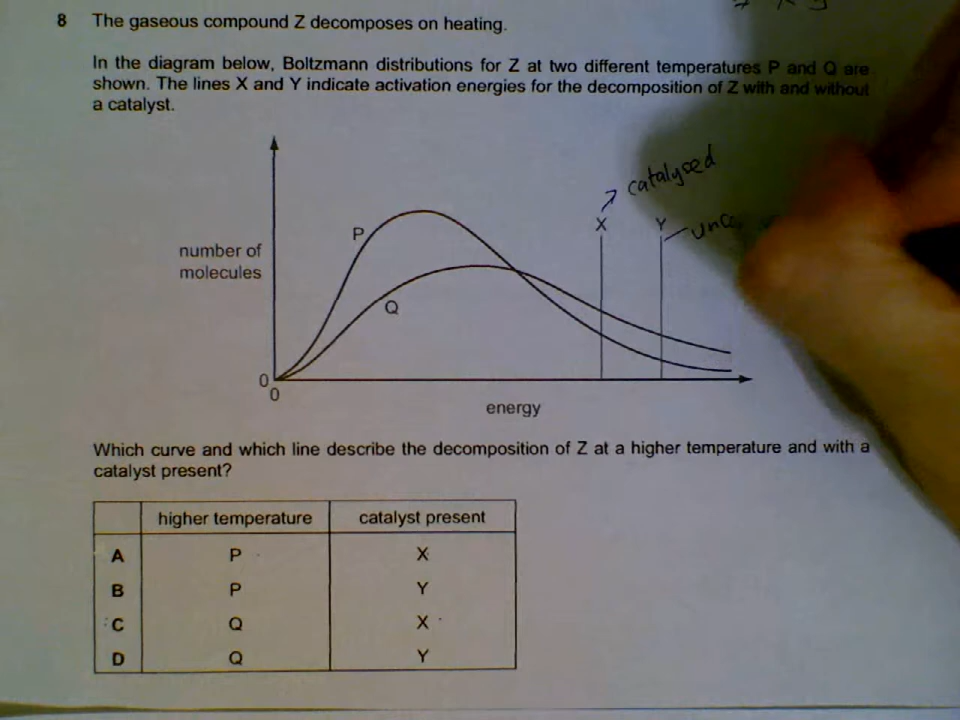 8 The gaseous compound Z decomposes on heating.
In the diagram below, Boltzmann distributions for Z at two different temperatures P and Q are
shown. The lines X and Y indicate activation energies for the decomposition of Z with and without
a catalyst.
catalysed
X
Y
unca
P
number of
molecules
Q
0
0
energy
Which curve and which line describe the decomposition of Z at a higher temperature and with a
catalyst present?
higher temperature catalyst present
A P X
B P Y
C Q X
D Q Y